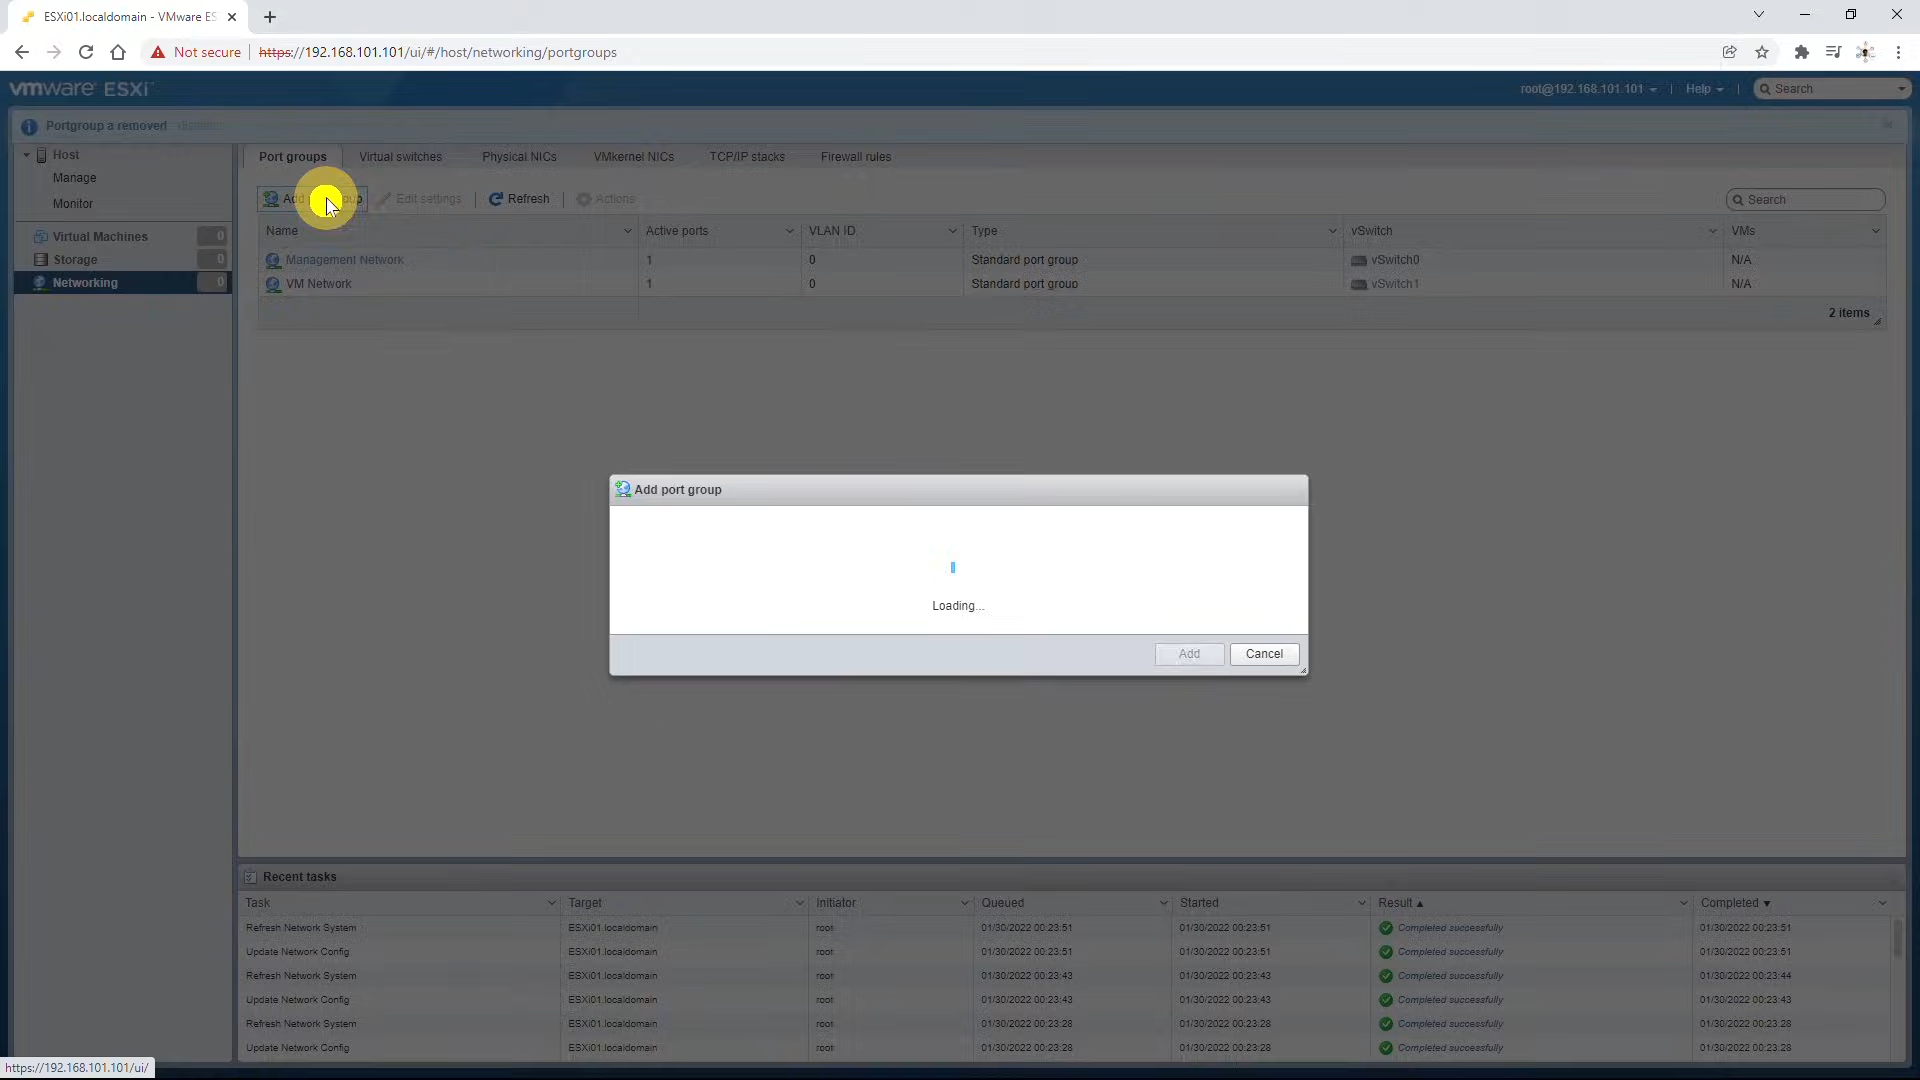 ESXi01.localdomain - VMware ES
Not secure https://192.168.101.101/ui/#/host/networking/portgroups
vmware ESXi
root@192.168.101.101 | Help | Search
Portgroup a removed
Host
Manage
Monitor
Virtual Machines 0
Storage 0
Networking 0
Port groups Virtual switches Physical NICs VMkernel NICs TCP/IP stacks Firewall rules
Add Edit settings Refresh Actions Search
Name Active ports VLAN ID Type vSwitch VMs
Management Network 1 0 Standard port group vSwitch0 N/A
VM Network 1 0 Standard port group vSwitch1 N/A
2 items
Add port group
Loading...
Add Cancel
Recent tasks
Task Target Initiator Queued Started Result Completed
Refresh Network System ESXi01.localdomain root 01/30/2022 00:23:51 01/30/2022 00:23:51 Completed successfully 01/30/2022 00:23:51
Update Network Config ESXi01.localdomain root 01/30/2022 00:23:51 01/30/2022 00:23:51 Completed successfully 01/30/2022 00:23:51
Refresh Network System ESXi01.localdomain root 01/30/2022 00:23:43 01/30/2022 00:23:43 Completed successfully 01/30/2022 00:23:44
Update Network Config ESXi01.localdomain root 01/30/2022 00:23:43 01/30/2022 00:23:43 Completed successfully 01/30/2022 00:23:43
Refresh Network System ESXi01.localdomain root 01/30/2022 00:23:28 01/30/2022 00:23:28 Completed successfully 01/30/2022 00:23:28
Update Network Config ESXi01.localdomain root 01/30/2022 00:23:28 01/30/2022 00:23:28 Completed successfully 01/30/2022 00:23:28
https://192.168.101.101/ui/